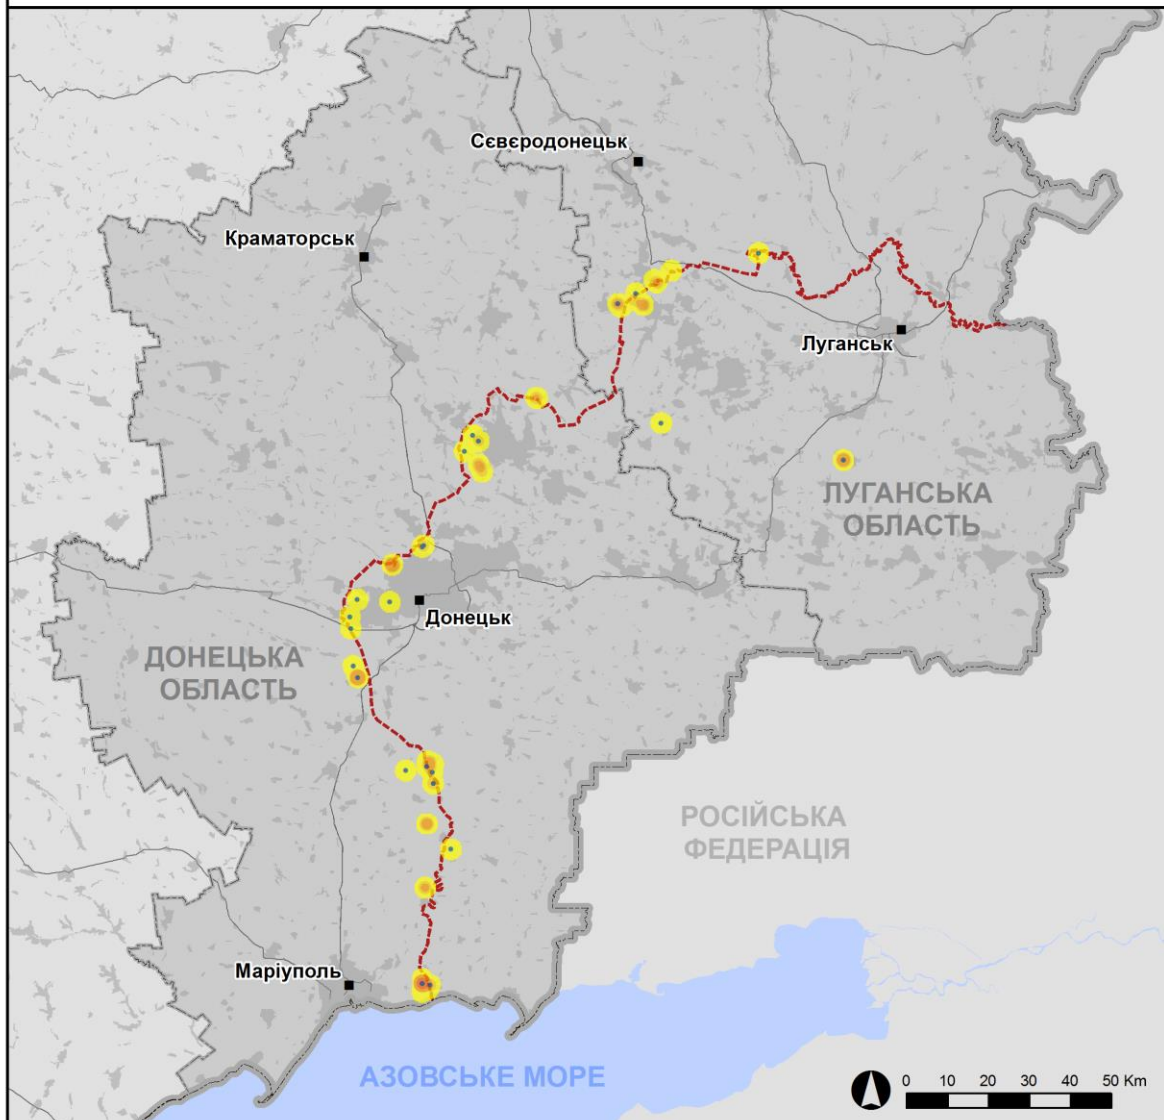 Сєвєродонецьк
Краматорськ
Луганськ
ЛУГАНСЬКА
ОБЛАСТЬ
Донецьк
ДОНЕЦЬКА
ОБЛАСТЬ
РОСІЙСЬКА
ФЕДЕРАЦІЯ
Маріуполь
АЗОВСЬКЕ МОРЕ
0 10 20 30 40 50 Km